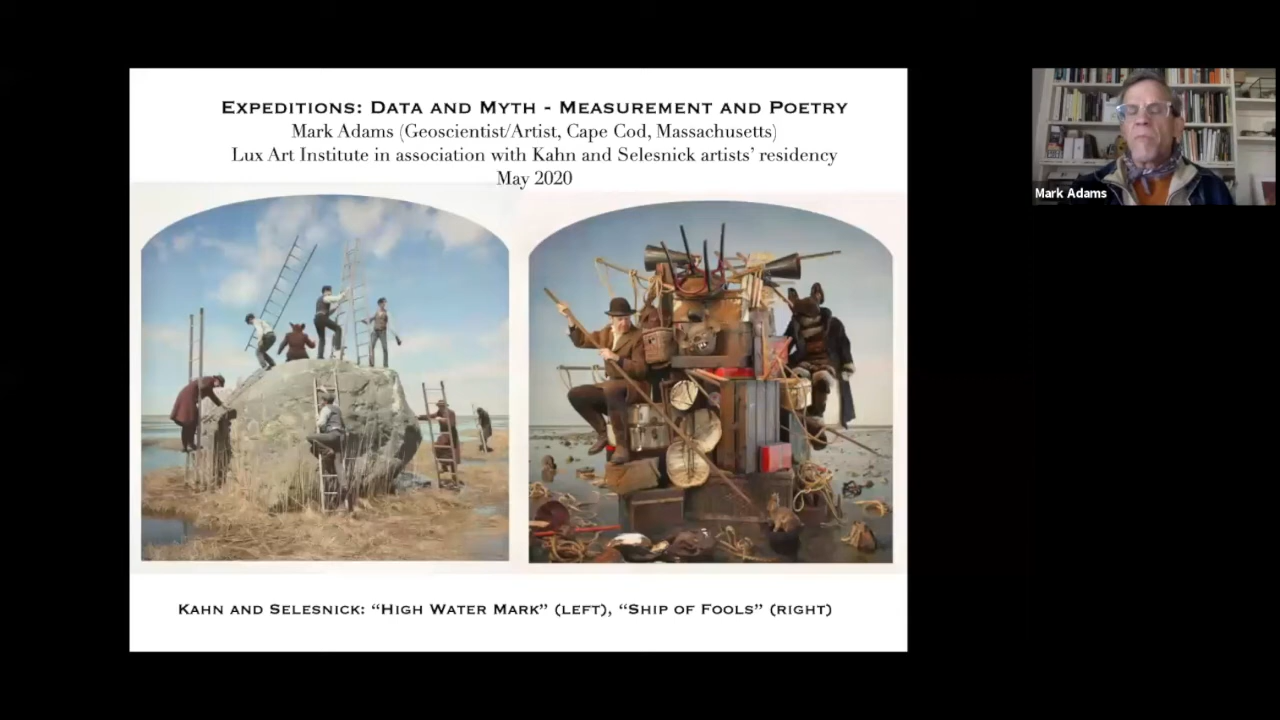 EXPEDITIONS: DATA AND MYTH - MEASUREMENT AND POETRY
Mark Adams (Geoscientist/Artist, Cape Cod, Massachusetts)
Lux Art Institute in association with Kahn and Selesnick artists' residency
May 2020
KAHN AND SELESNICK: “HIGH WATER MARK” (LEFT), “SHIP OF FOOLS” (RIGHT)
Mark Adams